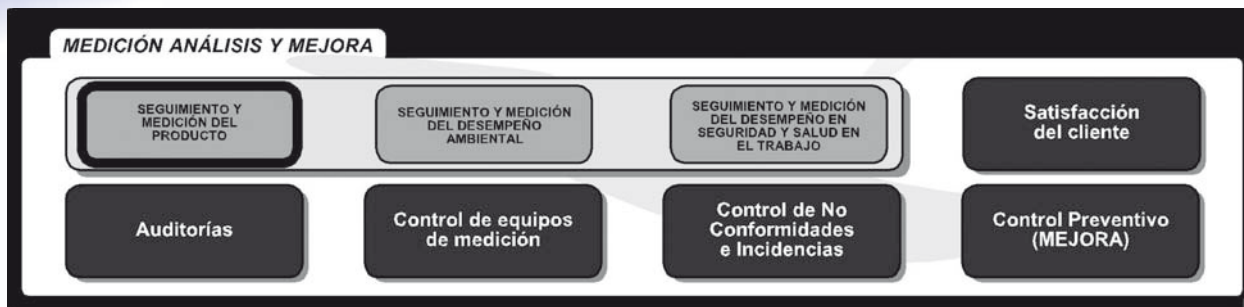 MEDICIÓN ANÁLISIS Y MEJORA
SEGUIMIENTO Y
MEDICIÓN DEL
PRODUCTO
SEGUIMIENTO Y MEDICIÓN
DEL DESEMPEÑO
AMBIENTAL
SEGUIMIENTO Y MEDICIÓN
DEL DESEMPEÑO EN
SEGURIDAD Y SALUD EN
EL TRABAJO
Satisfacción
del cliente
Auditorías
Control de equipos
de medición
Control de No
Conformidades
e Incidencias
Control Preventivo
(MEJORA)